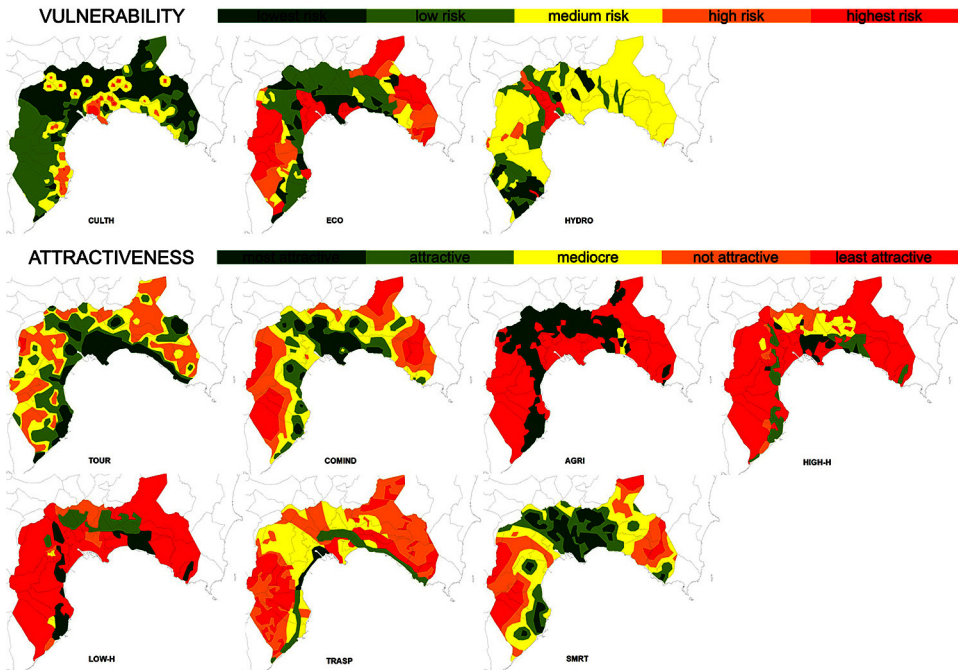 VULNERABILITY
lowest risk low risk medium risk high risk highest risk
CULTH ECO HYDRO
ATTRACTIVENESS
most attractive attractive mediocre not attractive least attractive
TOUR COMIND AGRI HIGH-H
LOW-H TRASP SMRT